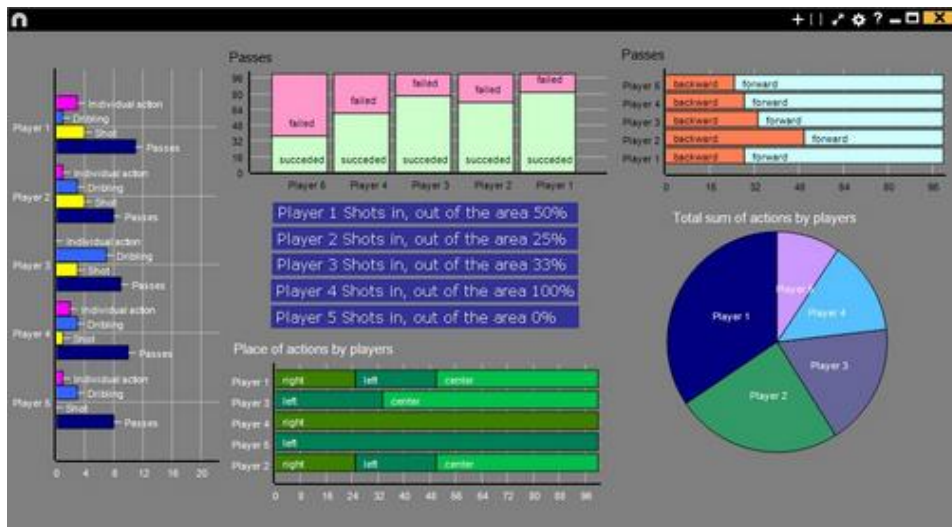 Individual action
Dribling
Player 1
Shot
Passes
Individual action
Dribling
Player 2
Shot
Passes
Individual action
Dribling
Player 3
Shot
Passes
Individual action
Dribling
Player 4
Shot
Passes
Individual action
Dribling
Player 5
Shot
Passes
0 4 8 12 16 20
Passes
96
80
64
48
32
16
0
failed failed failed failed failed
succeded succeded succeded succeded succeded
Player 5 Player 4 Player 3 Player 2 Player 1
Player 1 Shots in, out of the area 50%
Player 2 Shots in, out of the area 25%
Player 3 Shots in, out of the area 33%
Player 4 Shots in, out of the area 100%
Player 5 Shots in, out of the area 0%
Place of actions by players
Player 1 right left center
Player 3 left center
Player 4 right
Player 5 left
Player 2 right left center
0 8 16 24 32 40 48 56 64 72 80 88 96
Passes
Player 5 backward forward
Player 4 backward forward
Player 3 backward forward
Player 2 backward forward
Player 1 backward forward
0 16 32 48 64 80 96
Total sum of actions by players
Player 5
Player 4
Player 1
Player 3
Player 2